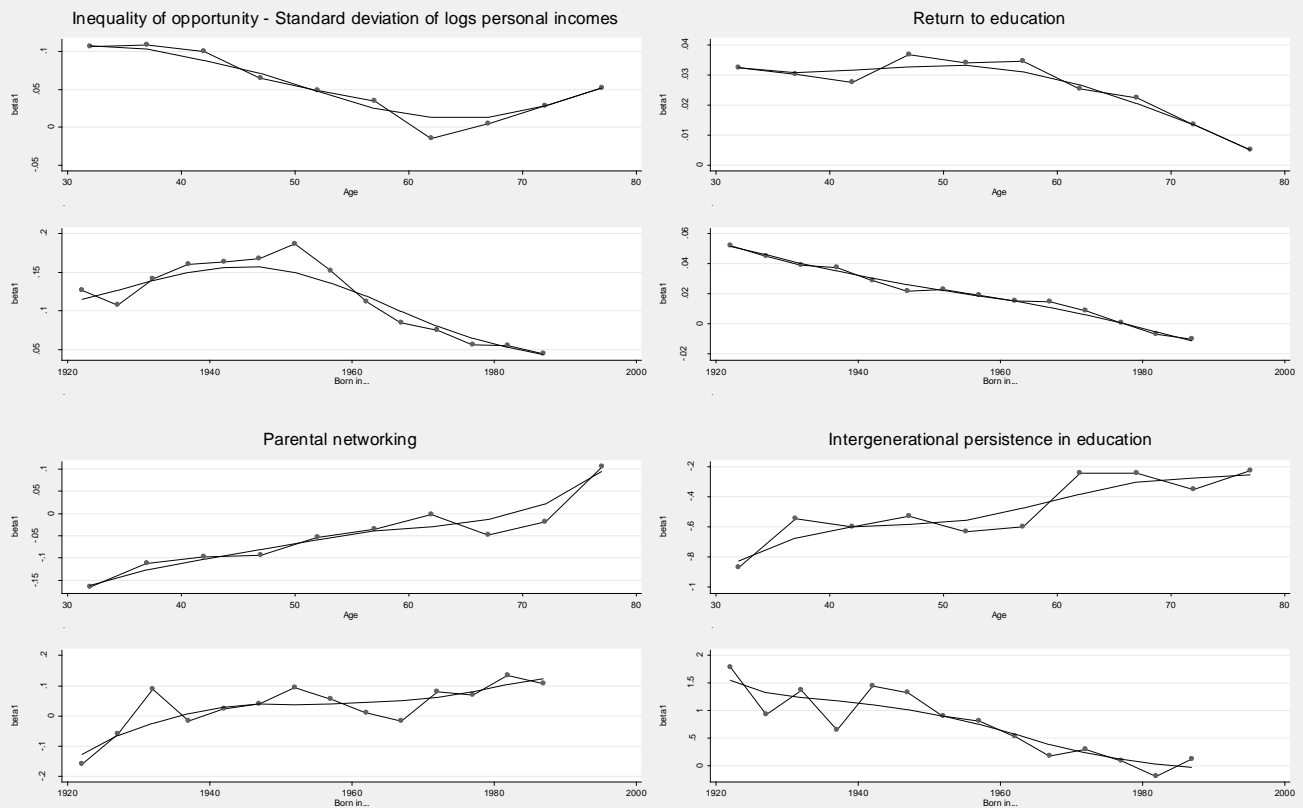 Inequality of opportunity - Standard deviation of logs personal incomes
beta1
.1
.05
0
-.05
30 40 50 60 70 80
Age
.
beta1
.2
.15
.1
.05
1920 1940 1960 1980 2000
Born in...
.
Return to education
beta1
.04
.03
.02
.01
0
30 40 50 60 70 80
Age
.
beta1
.06
.04
.02
0
-.02
1920 1940 1960 1980 2000
Born in...
.
Parental networking
beta1
.1
.05
0
-.05
-.1
-.15
30 40 50 60 70 80
Age
.
beta1
.2
.1
0
-.1
-.2
1920 1940 1960 1980 2000
Born in...
Intergenerational persistence in education
beta1
-.2
-.4
-.6
-.8
-1
30 40 50 60 70 80
Age
.
beta1
2
1.5
1
.5
0
1920 1940 1960 1980 2000
Born in...